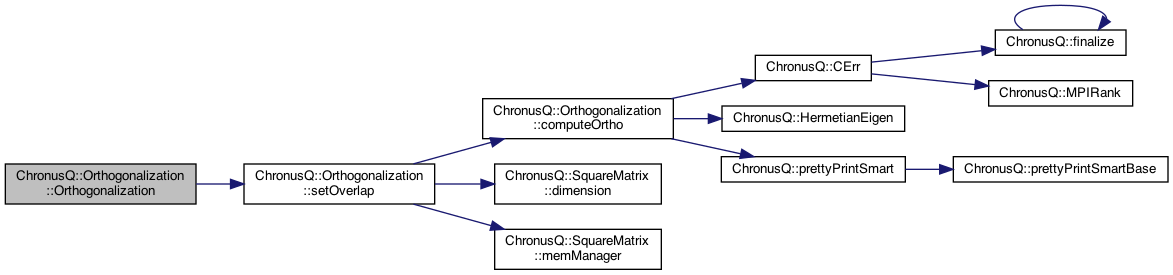 ChronusQ::Orthogonalization
::Orthogonalization
ChronusQ::Orthogonalization
::setOverlap
ChronusQ::Orthogonalization
::computeOrtho
ChronusQ::SquareMatrix
::dimension
ChronusQ::SquareMatrix
::memManager
ChronusQ::CErr
ChronusQ::HermetianEigen
ChronusQ::prettyPrintSmart
ChronusQ::finalize
ChronusQ::MPIRank
ChronusQ::prettyPrintSmartBase